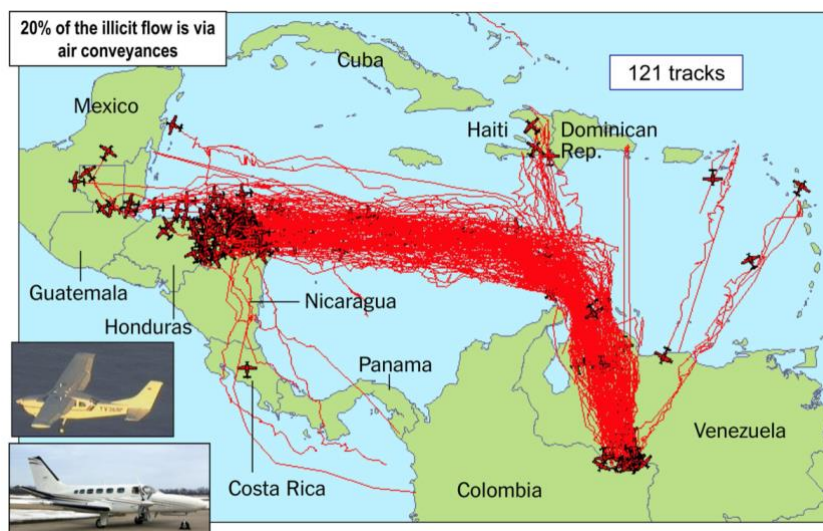 20% of the illicit flow is via
air conveyances
121 tracks
Cuba
Mexico
Haiti
Dominican
Rep.
Guatemala
Honduras
Nicaragua
Panama
Costa Rica
Colombia
Venezuela